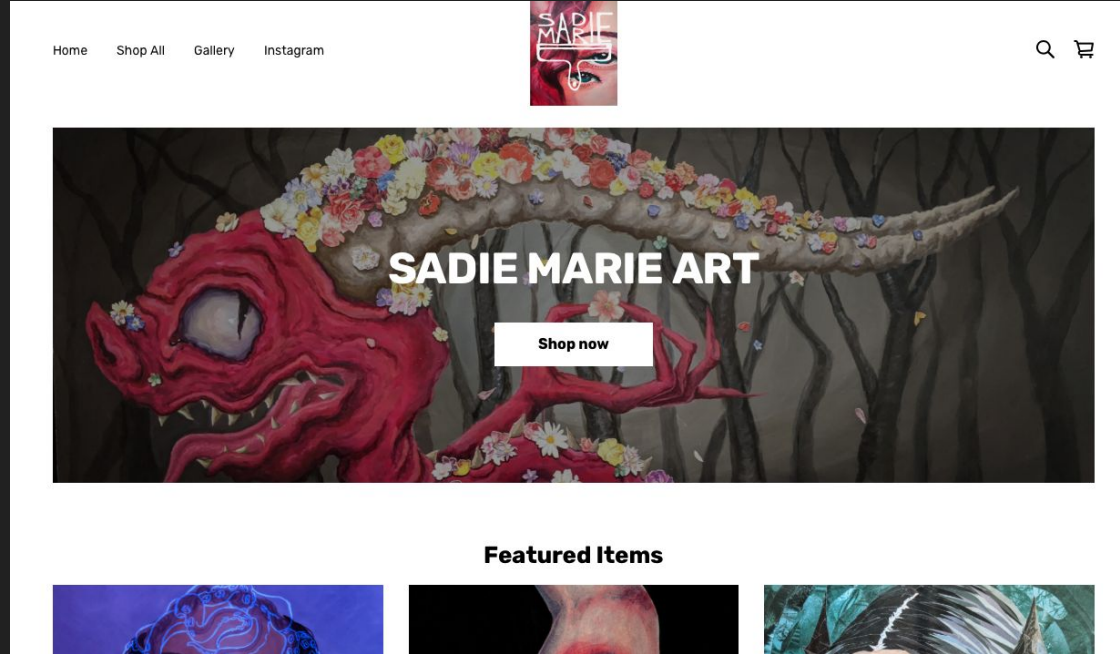 Home Shop All Gallery Instagram
SADIE
MARIE
SADIE MARIE ART
Shop now
Featured Items